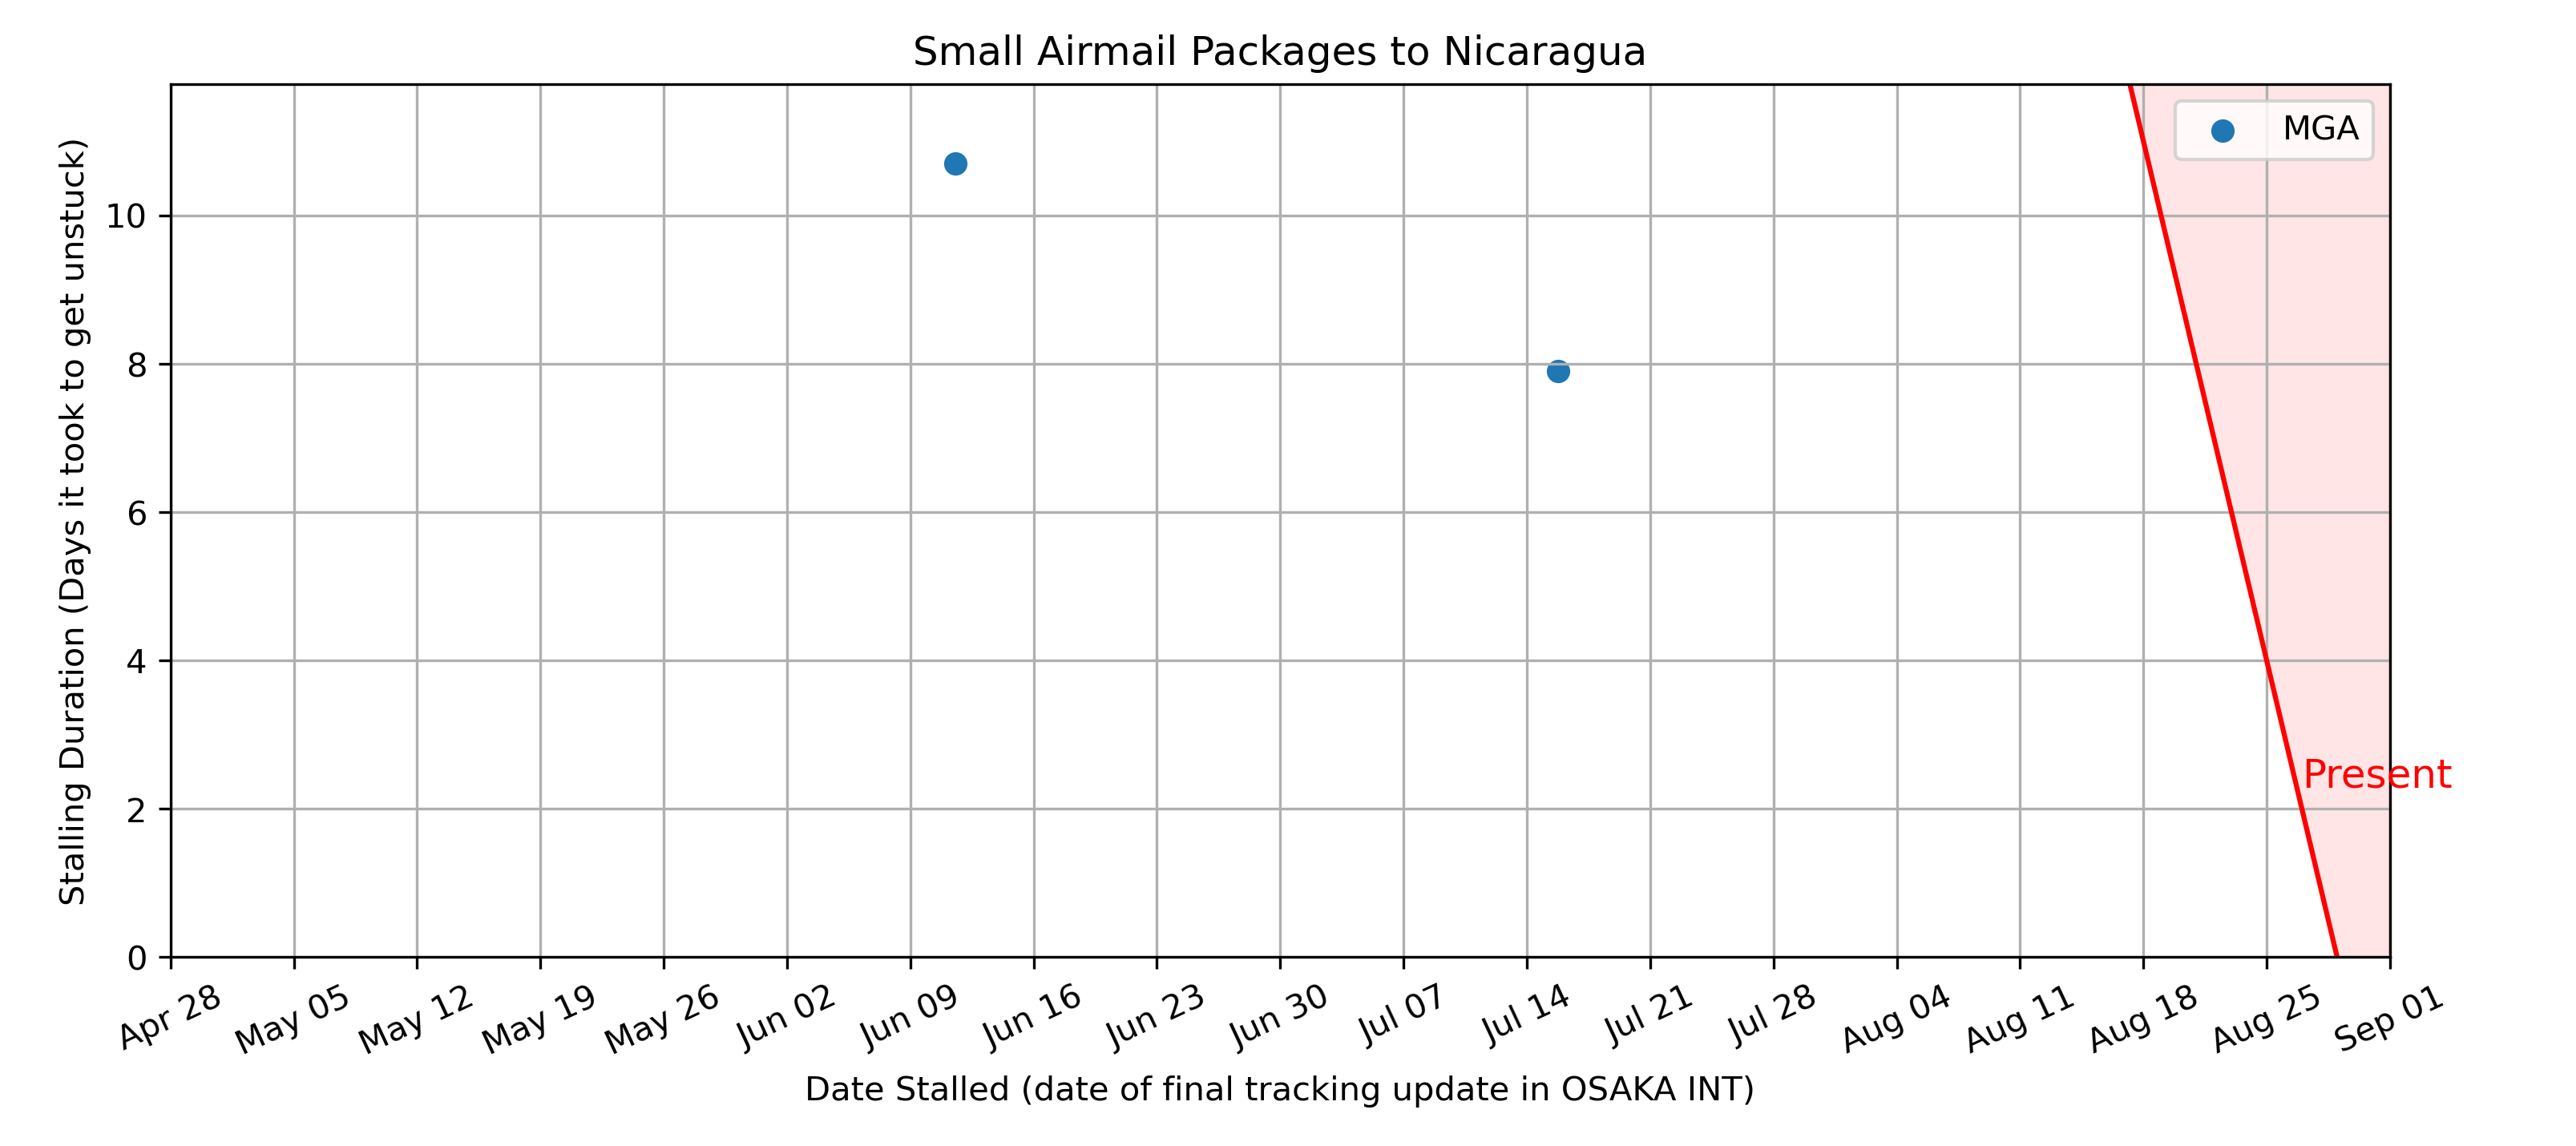 Small Airmail Packages to Nicaragua
MGA
Stalling Duration (Days it took to get unstuck)
10
8
6
4
2
0
Present
Apr 28 May 05 May 12 May 19 May 26 Jun 02 Jun 09 Jun 16 Jun 23 Jun 30 Jul 07 Jul 14 Jul 21 Jul 28 Aug 04 Aug 11 Aug 18 Aug 25 Sep 01
Date Stalled (date of final tracking update in OSAKA INT)